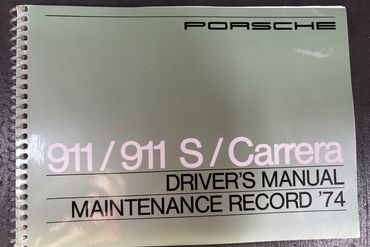 PORSCHE
911/911 S/Carrera
DRIVER'S MANUAL
MAINTENANCE RECORD '74